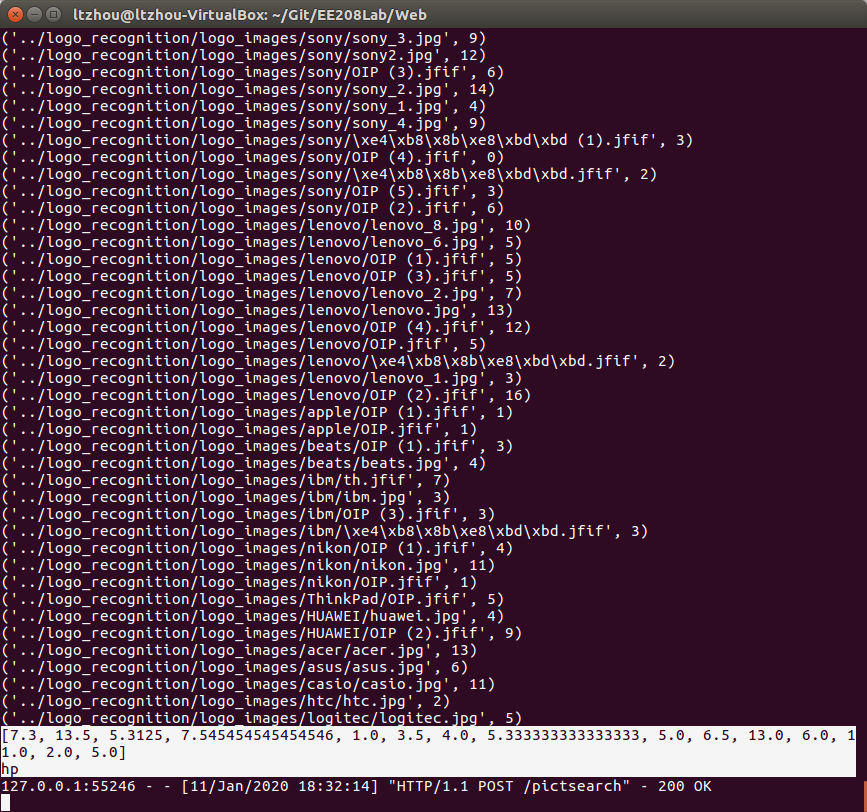 ltzhou@ltzhou-VirtualBox: ~/Git/EE208Lab/Web
('../logo_recognition/logo_images/sony/sony_3.jpg', 9)
('../logo_recognition/logo_images/sony/sony2.jpg', 12)
('../logo_recognition/logo_images/sony/OIP (3).jfif', 6)
('../logo_recognition/logo_images/sony/sony_2.jpg', 14)
('../logo_recognition/logo_images/sony/sony_1.jpg', 4)
('../logo_recognition/logo_images/sony/sony_4.jpg', 9)
('../logo_recognition/logo_images/sony/\xe4\xb8\x8b\xe8\xbd\xbd (1).jfif', 3)
('../logo_recognition/logo_images/sony/OIP (4).jfif', 0)
('../logo_recognition/logo_images/sony/\xe4\xb8\x8b\xe8\xbd\xbd.jfif', 2)
('../logo_recognition/logo_images/sony/OIP (5).jfif', 3)
('../logo_recognition/logo_images/sony/OIP (2).jfif', 6)
('../logo_recognition/logo_images/lenovo/lenovo_8.jpg', 10)
('../logo_recognition/logo_images/lenovo/lenovo_6.jpg', 5)
('../logo_recognition/logo_images/lenovo/OIP (1).jfif', 5)
('../logo_recognition/logo_images/lenovo/OIP (3).jfif', 5)
('../logo_recognition/logo_images/lenovo/lenovo_2.jpg', 7)
('../logo_recognition/logo_images/lenovo/lenovo.jpg', 13)
('../logo_recognition/logo_images/lenovo/OIP (4).jfif', 12)
('../logo_recognition/logo_images/lenovo/OIP.jfif', 5)
('../logo_recognition/logo_images/lenovo/\xe4\xb8\x8b\xe8\xbd\xbd.jfif', 2)
('../logo_recognition/logo_images/lenovo/lenovo_1.jpg', 3)
('../logo_recognition/logo_images/lenovo/OIP (2).jfif', 16)
('../logo_recognition/logo_images/apple/OIP (1).jfif', 1)
('../logo_recognition/logo_images/apple/OIP.jfif', 1)
('../logo_recognition/logo_images/beats/OIP (1).jfif', 3)
('../logo_recognition/logo_images/beats/beats.jpg', 4)
('../logo_recognition/logo_images/ibm/th.jfif', 7)
('../logo_recognition/logo_images/ibm/ibm.jpg', 3)
('../logo_recognition/logo_images/ibm/OIP (3).jfif', 3)
('../logo_recognition/logo_images/ibm/\xe4\xb8\x8b\xe8\xbd\xbd.jfif', 3)
('../logo_recognition/logo_images/nikon/OIP (1).jfif', 4)
('../logo_recognition/logo_images/nikon/nikon.jpg', 11)
('../logo_recognition/logo_images/nikon/OIP.jfif', 1)
('../logo_recognition/logo_images/ThinkPad/OIP.jfif', 5)
('../logo_recognition/logo_images/HUAWEI/huawei.jpg', 4)
('../logo_recognition/logo_images/HUAWEI/OIP (2).jfif', 9)
('../logo_recognition/logo_images/acer/acer.jpg', 13)
('../logo_recognition/logo_images/asus/asus.jpg', 6)
('../logo_recognition/logo_images/casio/casio.jpg', 11)
('../logo_recognition/logo_images/htc/htc.jpg', 2)
('../logo_recognition/logo_images/logitec/logitec.jpg', 5)
[7.3, 13.5, 5.3125, 7.545454545454546, 1.0, 3.5, 4.0, 5.333333333333333, 5.0, 6.5, 13.0, 6.0, 1
1.0, 2.0, 5.0]
hp
127.0.0.1:55246 - - [11/Jan/2020 18:32:14] "HTTP/1.1 POST /pictsearch" - 200 OK